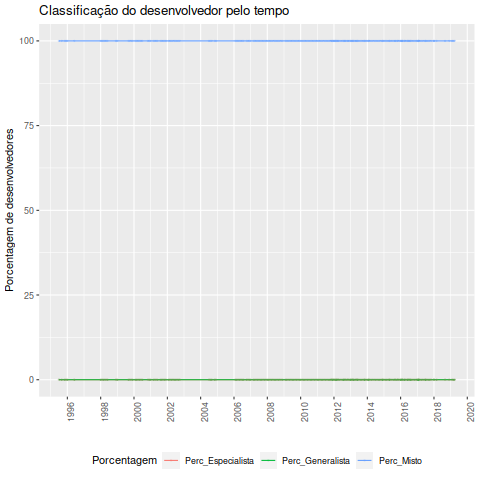 Classificação do desenvolvedor pelo tempo
Porcentagem de desenvolvedores
100
75
50
25
0
1996 1998 2000 2002 2004 2006 2008 2010 2012 2014 2016 2018 2020
Porcentagem Perc_Especialista Perc_Generalista Perc_Misto